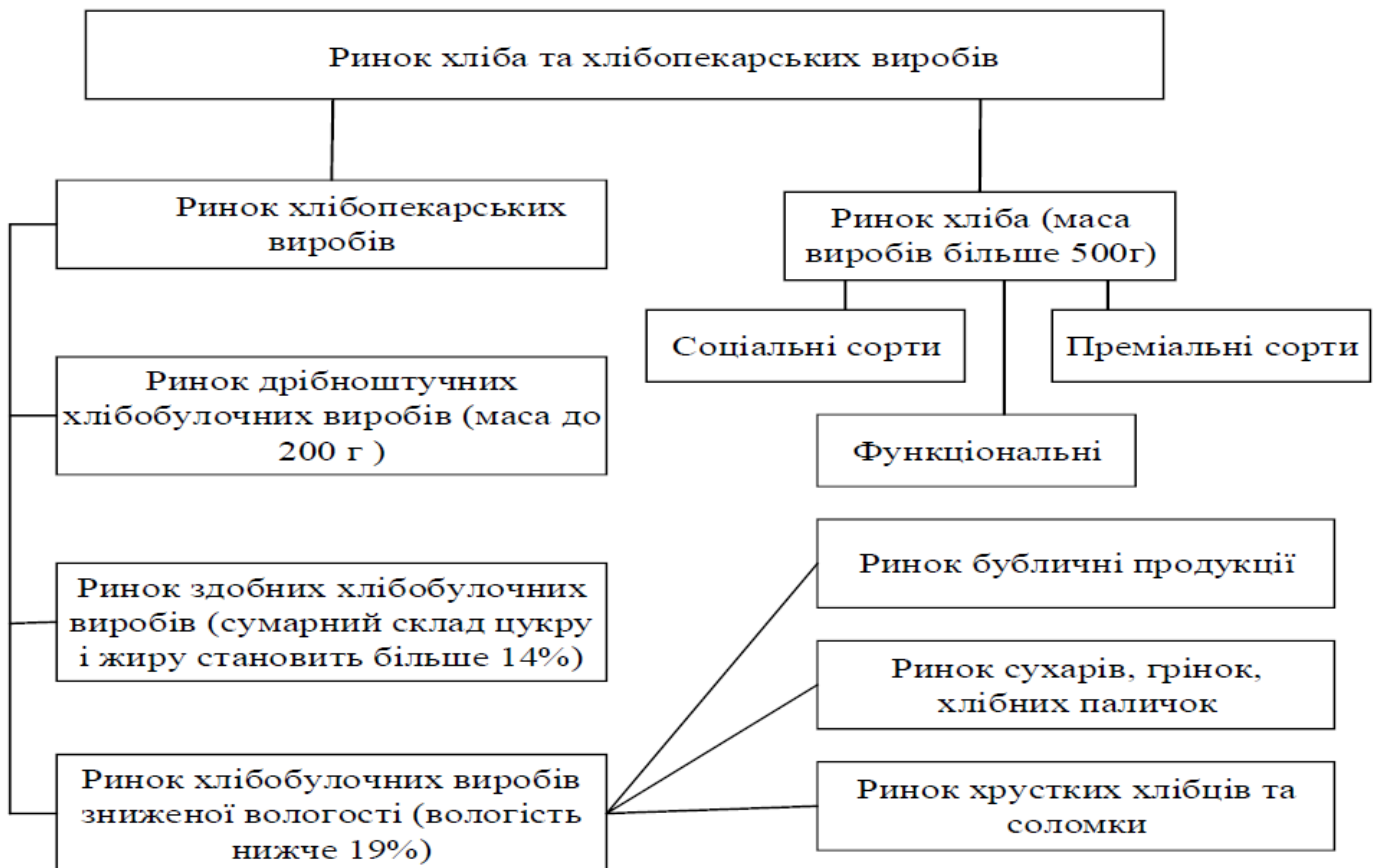 Ринок хліба та хлібопекарських виробів
Ринок хлібопекарських
виробів
Ринок хліба (маса
виробів більше 500г)
Соціальні сорти
Преміальні сорти
Функціональні
Ринок дрібноштучних
хлібобулочних виробів (маса до
200 г )
Ринок здобних хлібобулочних
виробів (сумарний склад цукру
і жиру становить більше 14%)
Ринок хлібобулочних виробів
зниженої вологості (вологість
нижче 19%)
Ринок бубличні продукції
Ринок сухарів, грінок,
хлібних паличок
Ринок хрустких хлібців та
соломки